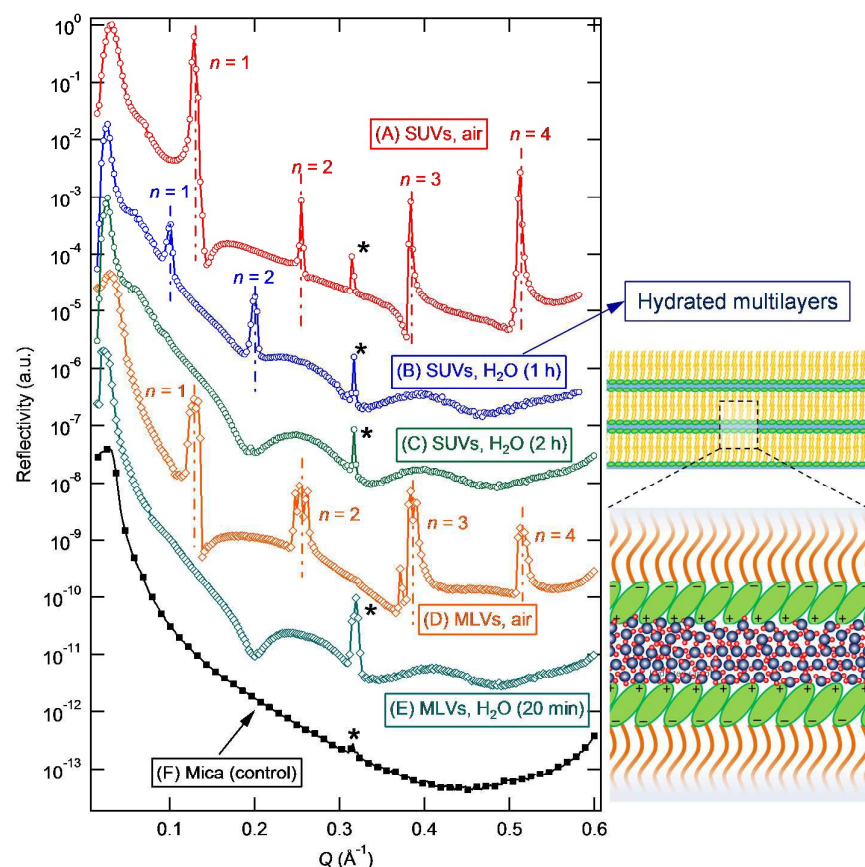 Reflectivity (a.u.)
10⁰
10⁻¹
10⁻²
10⁻³
10⁻⁴
10⁻⁵
10⁻⁶
10⁻⁷
10⁻⁸
10⁻⁹
10⁻¹⁰
10⁻¹¹
10⁻¹²
10⁻¹³
n = 1
(A) SUVs, air
n = 2
n = 3
n = 4
*
n = 1
n = 2
*
(B) SUVs, H₂O (1 h)
Hydrated multilayers
(C) SUVs, H₂O (2 h)
*
n = 1
n = 2
n = 3
n = 4
(D) MLVs, air
*
(E) MLVs, H₂O (20 min)
*
(F) Mica (control)
0.1 0.2 0.3 0.4 0.5 0.6
Q (Å⁻¹)
+ + + + + + + +
− − − − − − − −